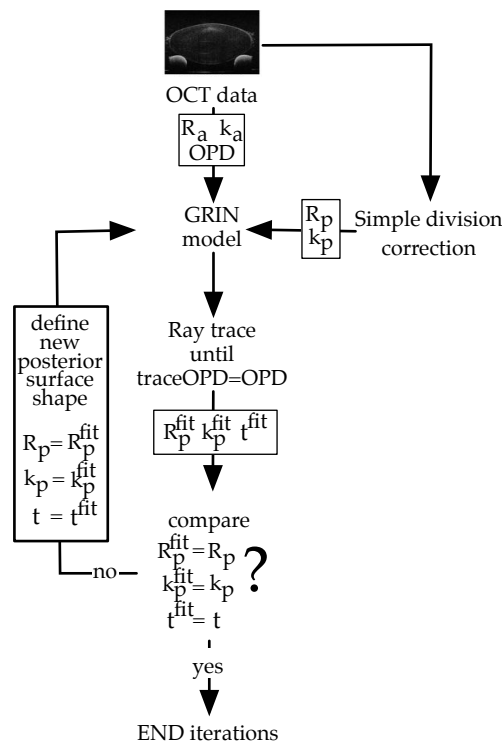 OCT data
R_a k_a
OPD
GRIN
model
R_p
k_p
Simple division
correction
Ray trace
until
traceOPD=OPD
R_p^fit k_p^fit t^fit
define
new
posterior
surface
shape
R_p = R_p^fit
k_p = k_p^fit
t = t^fit
compare
R_p^fit = R_p
k_p^fit = k_p
t^fit = t
?
no
yes
END iterations